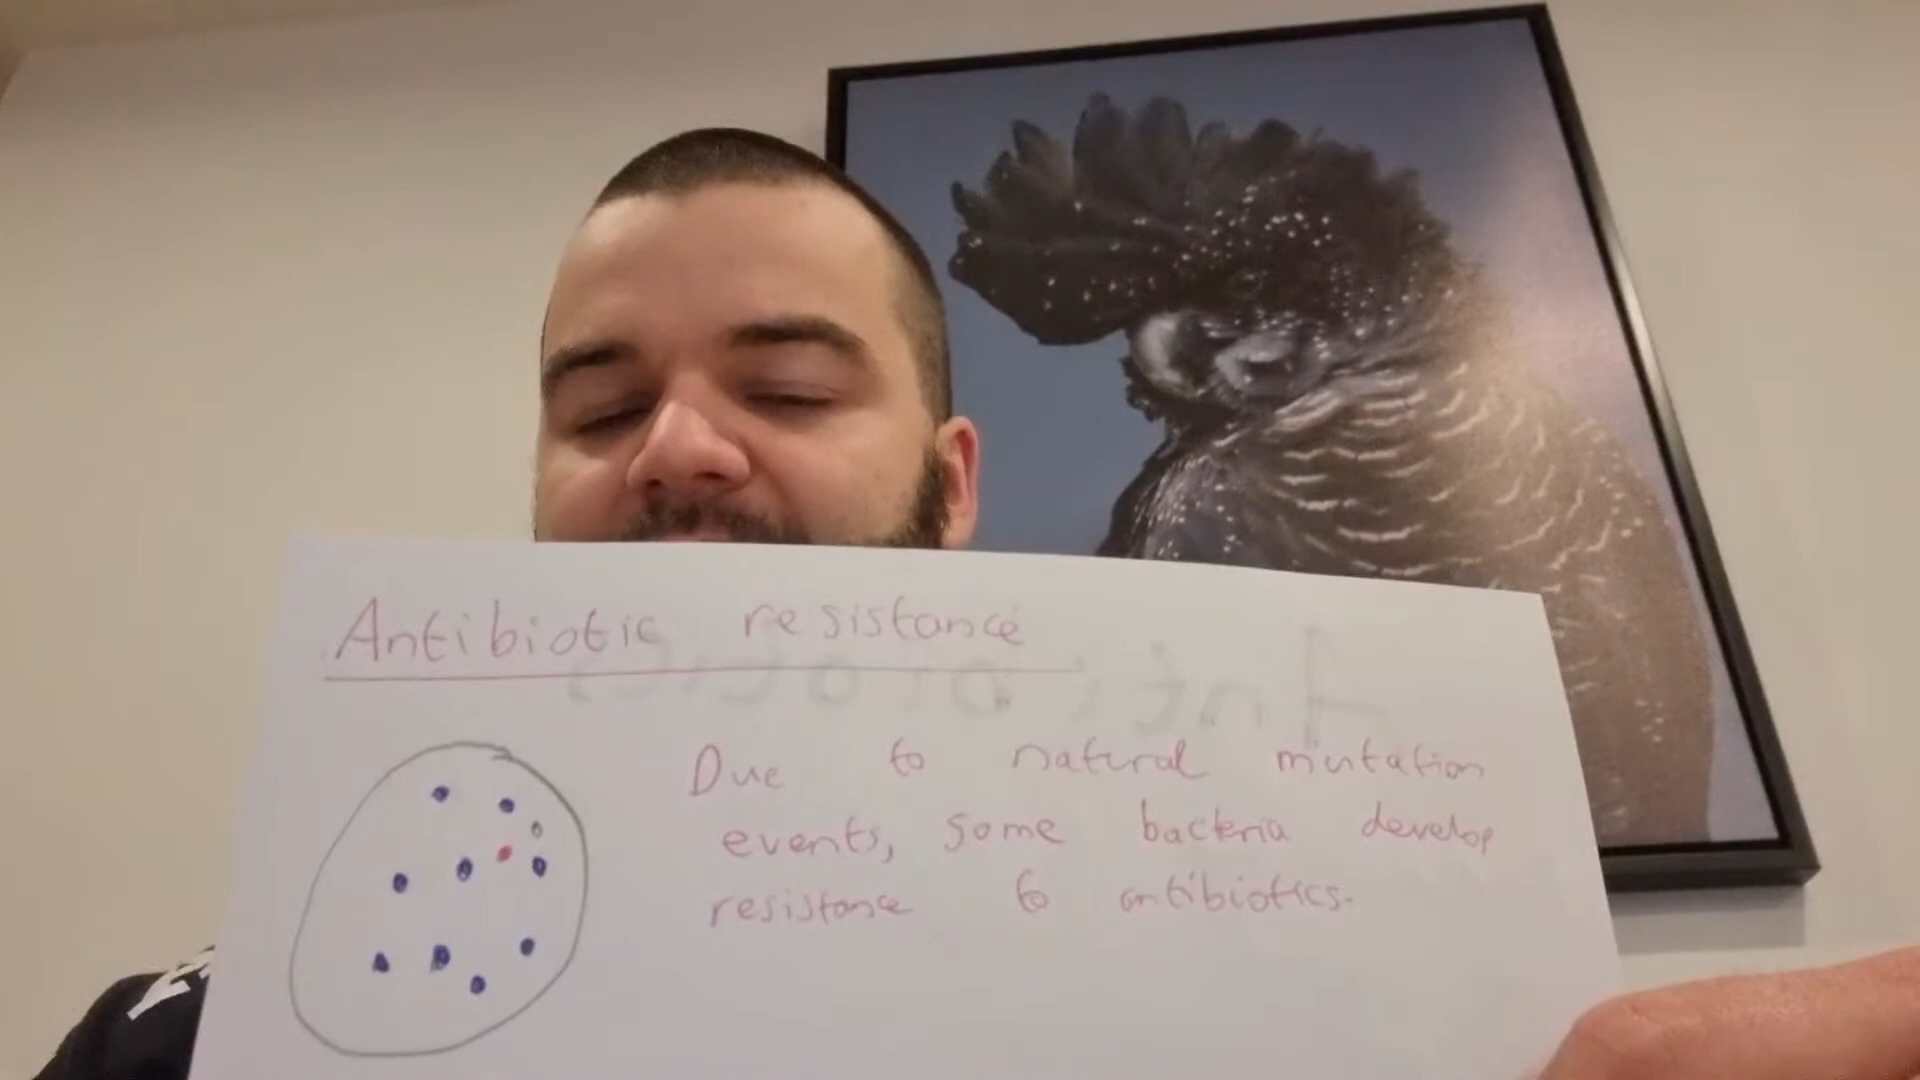 Antibiotic resistance
Due to natural mutation
events, some bacteria develop
resistance to antibiotics.